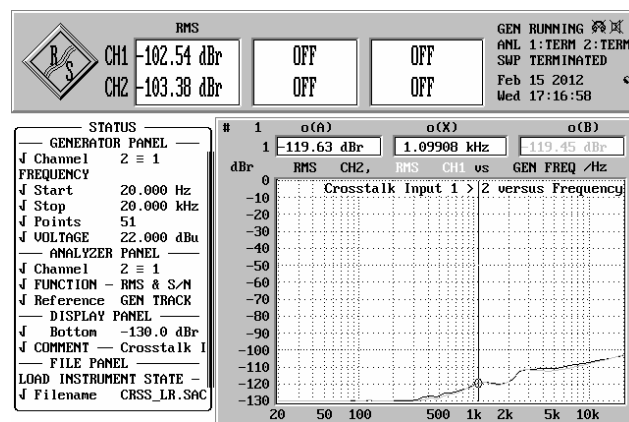 RMS
CH1 -102.54 dBr
CH2 -103.38 dBr
OFF
OFF
OFF
OFF
GEN RUNNING
ANL 1:TERM 2:TERM
SWP TERMINATED
Feb 15 2012
Wed 17:16:58
R S
STATUS
GENERATOR PANEL
Channel 2 ≡ 1
FREQUENCY
Start 20.000 Hz
Stop 20.000 kHz
Points 51
VOLTAGE 22.000 dBu
ANALYZER PANEL
Channel 2 ≡ 1
FUNCTION - RMS & S/N
Reference GEN TRACK
DISPLAY PANEL
Bottom -130.0 dBr
COMMENT — Crosstalk I
FILE PANEL
LOAD INSTRUMENT STATE -
Filename CRSS_LR.SAC
# 1 o(A) o(X) o(B)
1 -119.63 dBr 1.09908 kHz -119.45 dBr
dBr RMS CH2, RMS CH1 vs GEN FREQ /Hz
Crosstalk Input 1 > 2 versus Frequency
0
-10
-20
-30
-40
-50
-60
-70
-80
-90
-100
-110
-120
-130
20 50 100 500 1k 2k 5k 10k